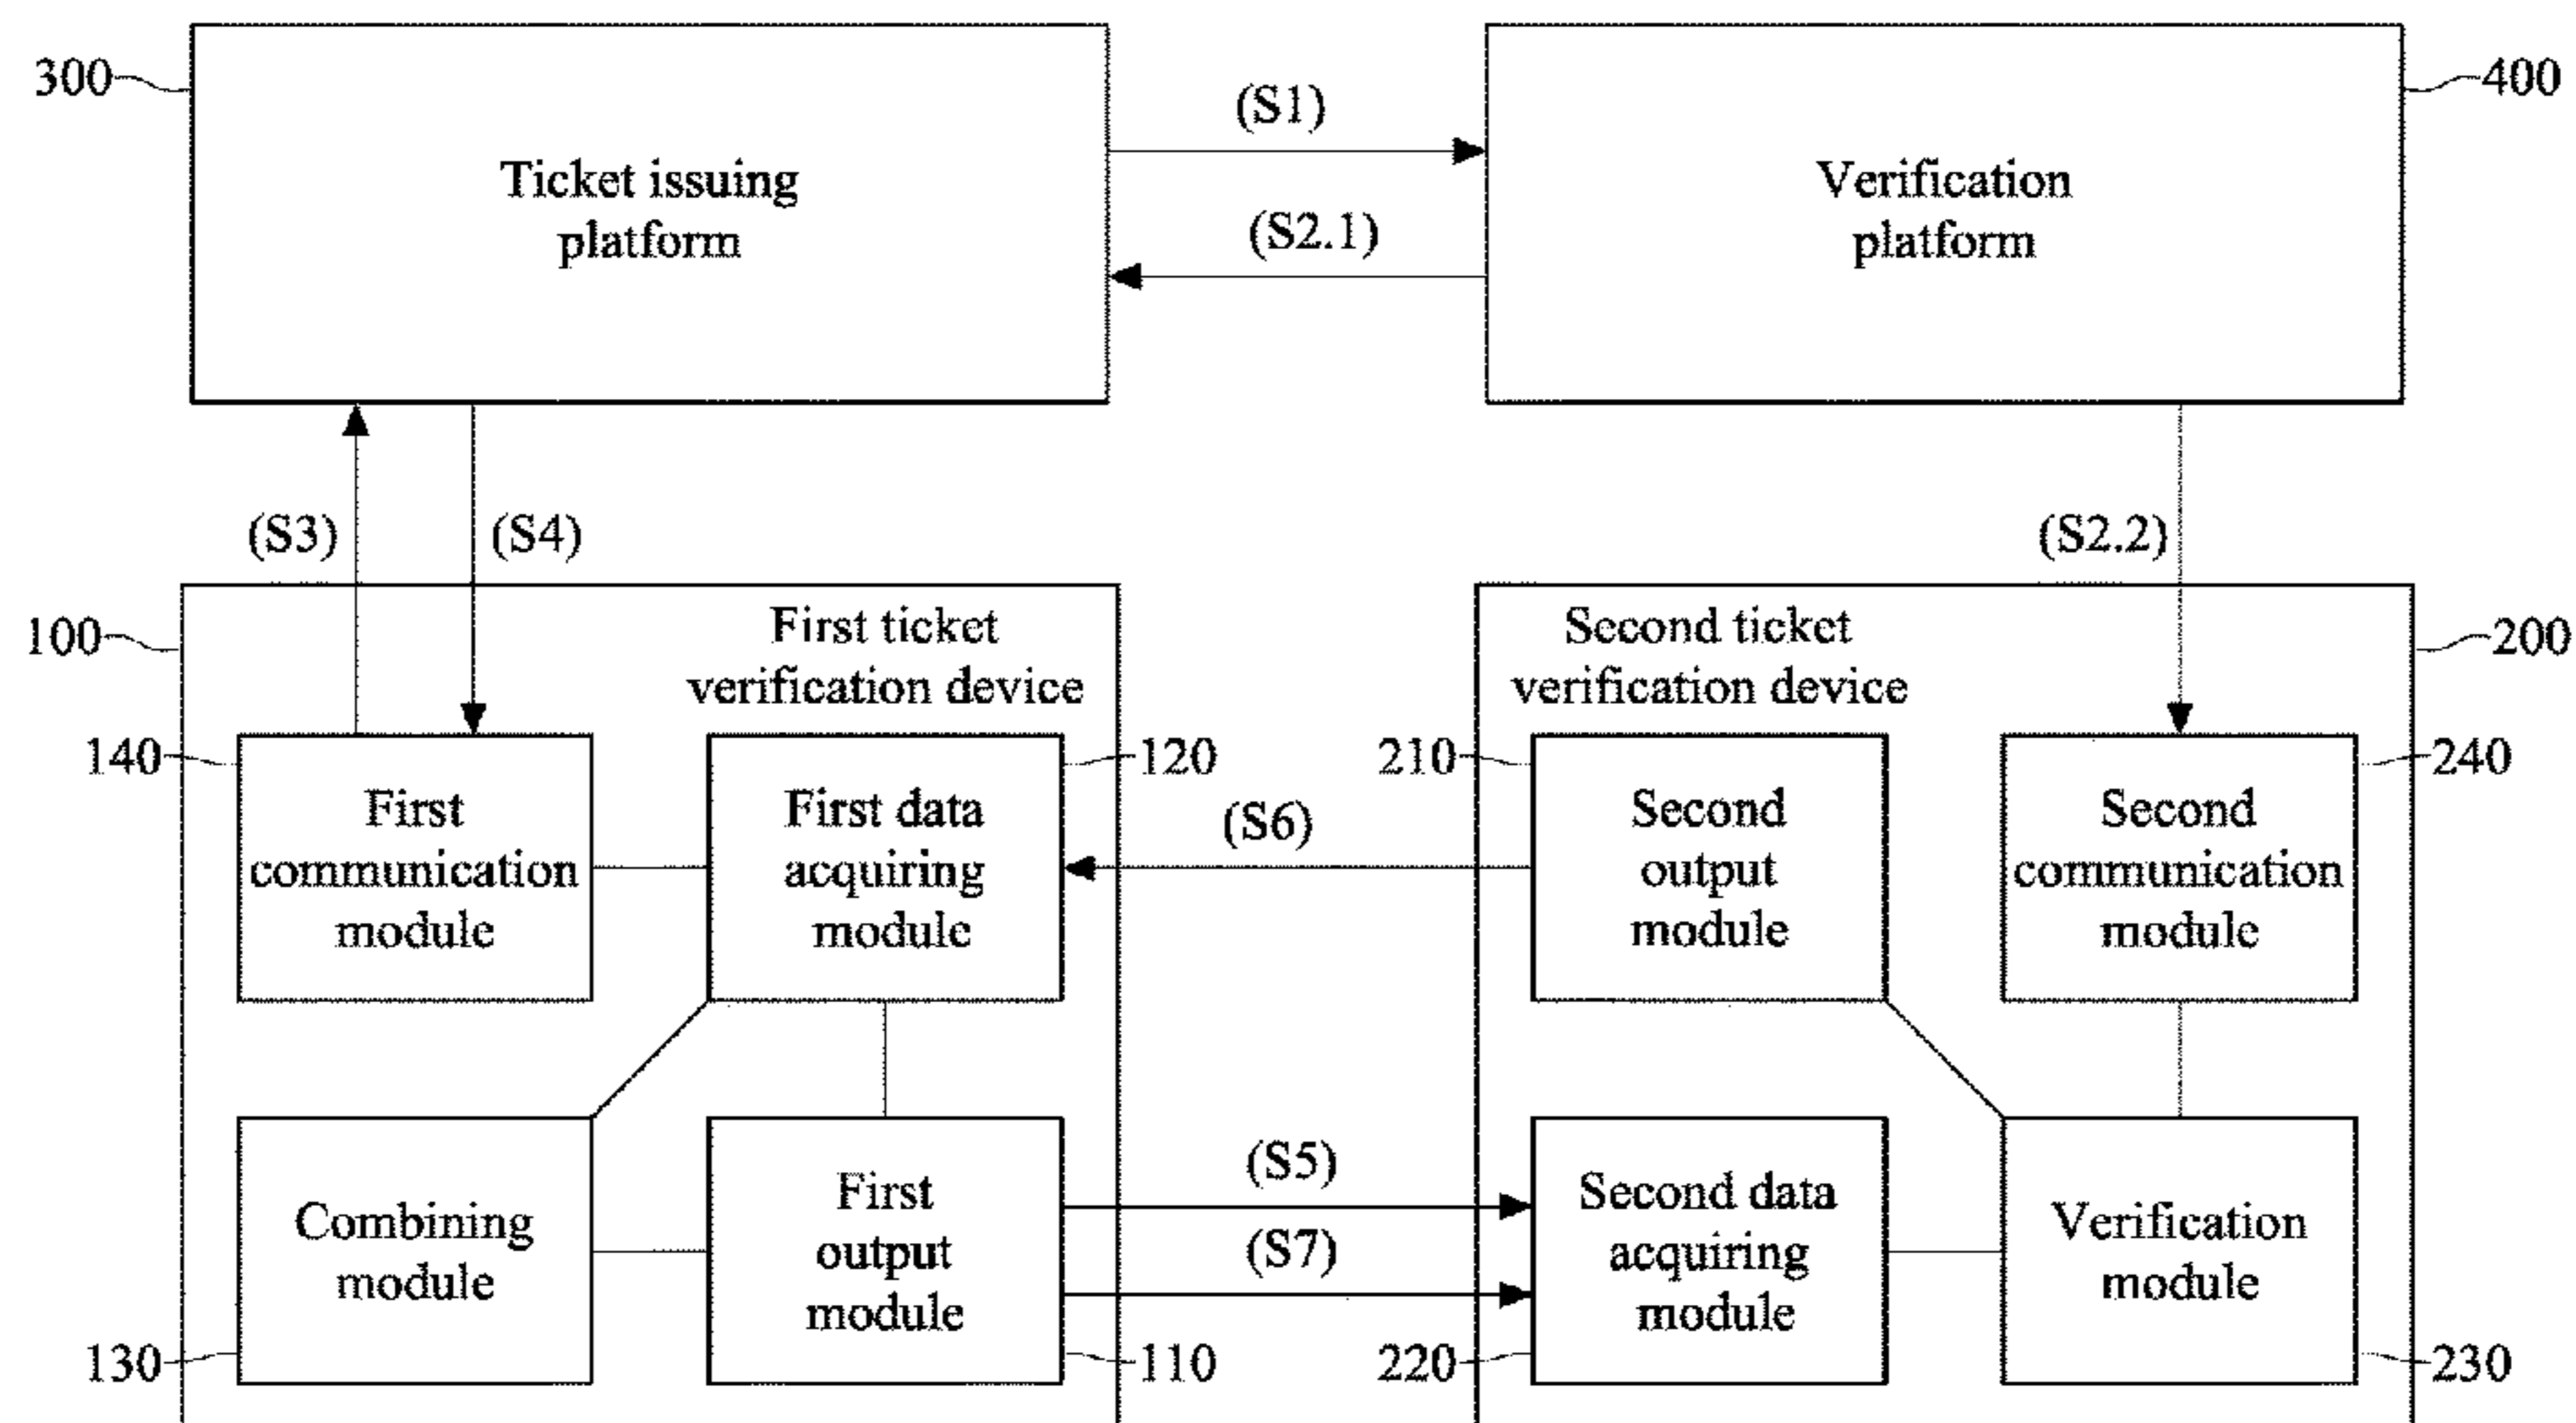 300
400
Ticket issuing
platform
(S1)
(S2.1)
Verification
platform
(S3)
(S4)
(S2.2)
100
First ticket
verification device
Second ticket
verification device
200
140
120
210
240
First
communication
module
First data
acquiring
module
(S6)
Second
output
module
Second
communication
module
Combining
module
First
output
module
(S5)
(S7)
Second data
acquiring
module
Verification
module
130
110
220
230